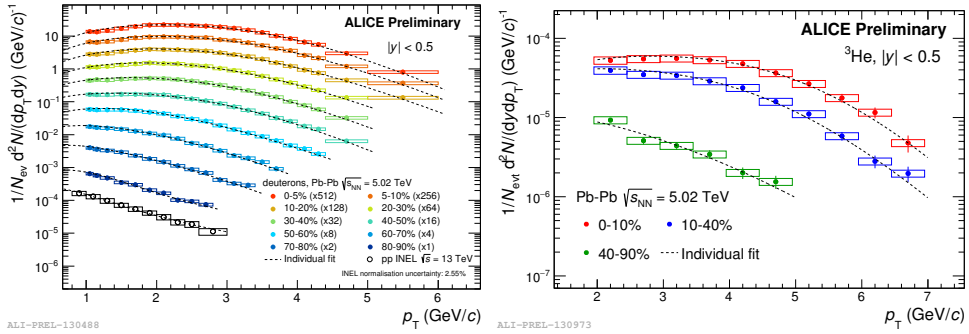 ALICE Preliminary
|y| < 0.5
1/N_evt d²N/(dp_Tdy) (GeV/c)⁻¹
10
1
10⁻¹
10⁻²
10⁻³
10⁻⁴
10⁻⁵
10⁻⁶
deuterons, Pb-Pb √s_NN = 5.02 TeV
0-5% (x512) 5-10% (x256)
10-20% (x128) 20-30% (x64)
30-40% (x32) 40-50% (x16)
50-60% (x8) 60-70% (x4)
70-80% (x2) 80-90% (x1)
Individual fit pp INEL √s = 13 TeV
INEL normalisation uncertainty: 2.55%
1 2 3 4 5 6
p_T (GeV/c)
ALI-PREL-130488
ALICE Preliminary
³He, |y| < 0.5
1/N_evt d²N/(dydp_T) (GeV/c)⁻¹
10⁻⁴
10⁻⁵
10⁻⁶
10⁻⁷
Pb-Pb √s_NN = 5.02 TeV
0-10% 10-40%
40-90% Individual fit
2 3 4 5 6 7
p_T (GeV/c)
ALI-PREL-130973